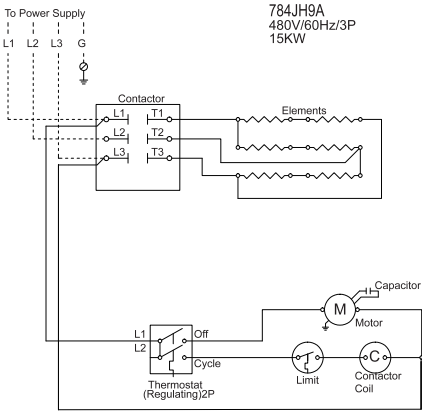 784JH9A
480V/60Hz/3P
15KW
To Power Supply
L1 L2 L3 G
Contactor
L1 T1
L2 T2
L3 T3
Elements
Capacitor
M
Motor
L1 Off
L2
Cycle
Thermostat
(Regulating)2P
Limit
C
Contactor
Coil